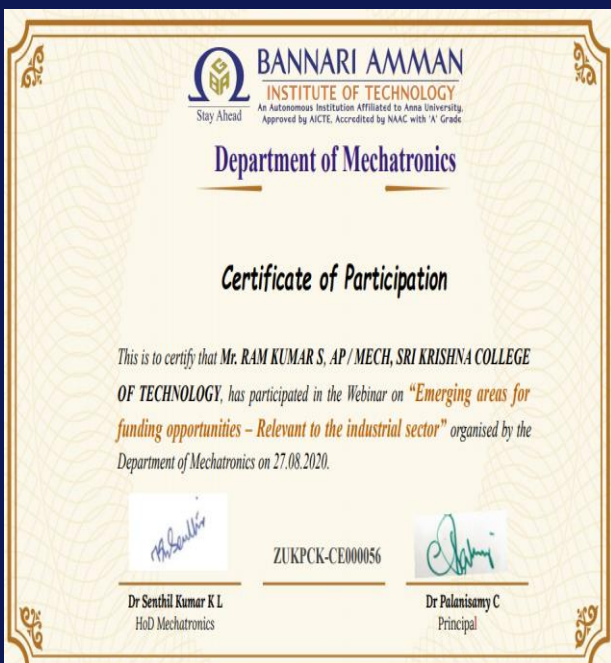 BANNARI AMMAN
INSTITUTE OF TECHNOLOGY
An Autonomous Institution Affiliated to Anna University,
Approved by AICTE, Accredited by NAAC with 'A' Grade
Stay Ahead
Department of Mechatronics
Certificate of Participation
This is to certify that Mr. RAM KUMAR S, AP / MECH, SRI KRISHNA COLLEGE
OF TECHNOLOGY, has participated in the Webinar on "Emerging areas for
funding opportunities – Relevant to the industrial sector" organised by the
Department of Mechatronics on 27.08.2020.
ZUKPCK-CE000056
Dr Senthil Kumar K L
HoD Mechatronics
Dr Palanisamy C
Principal